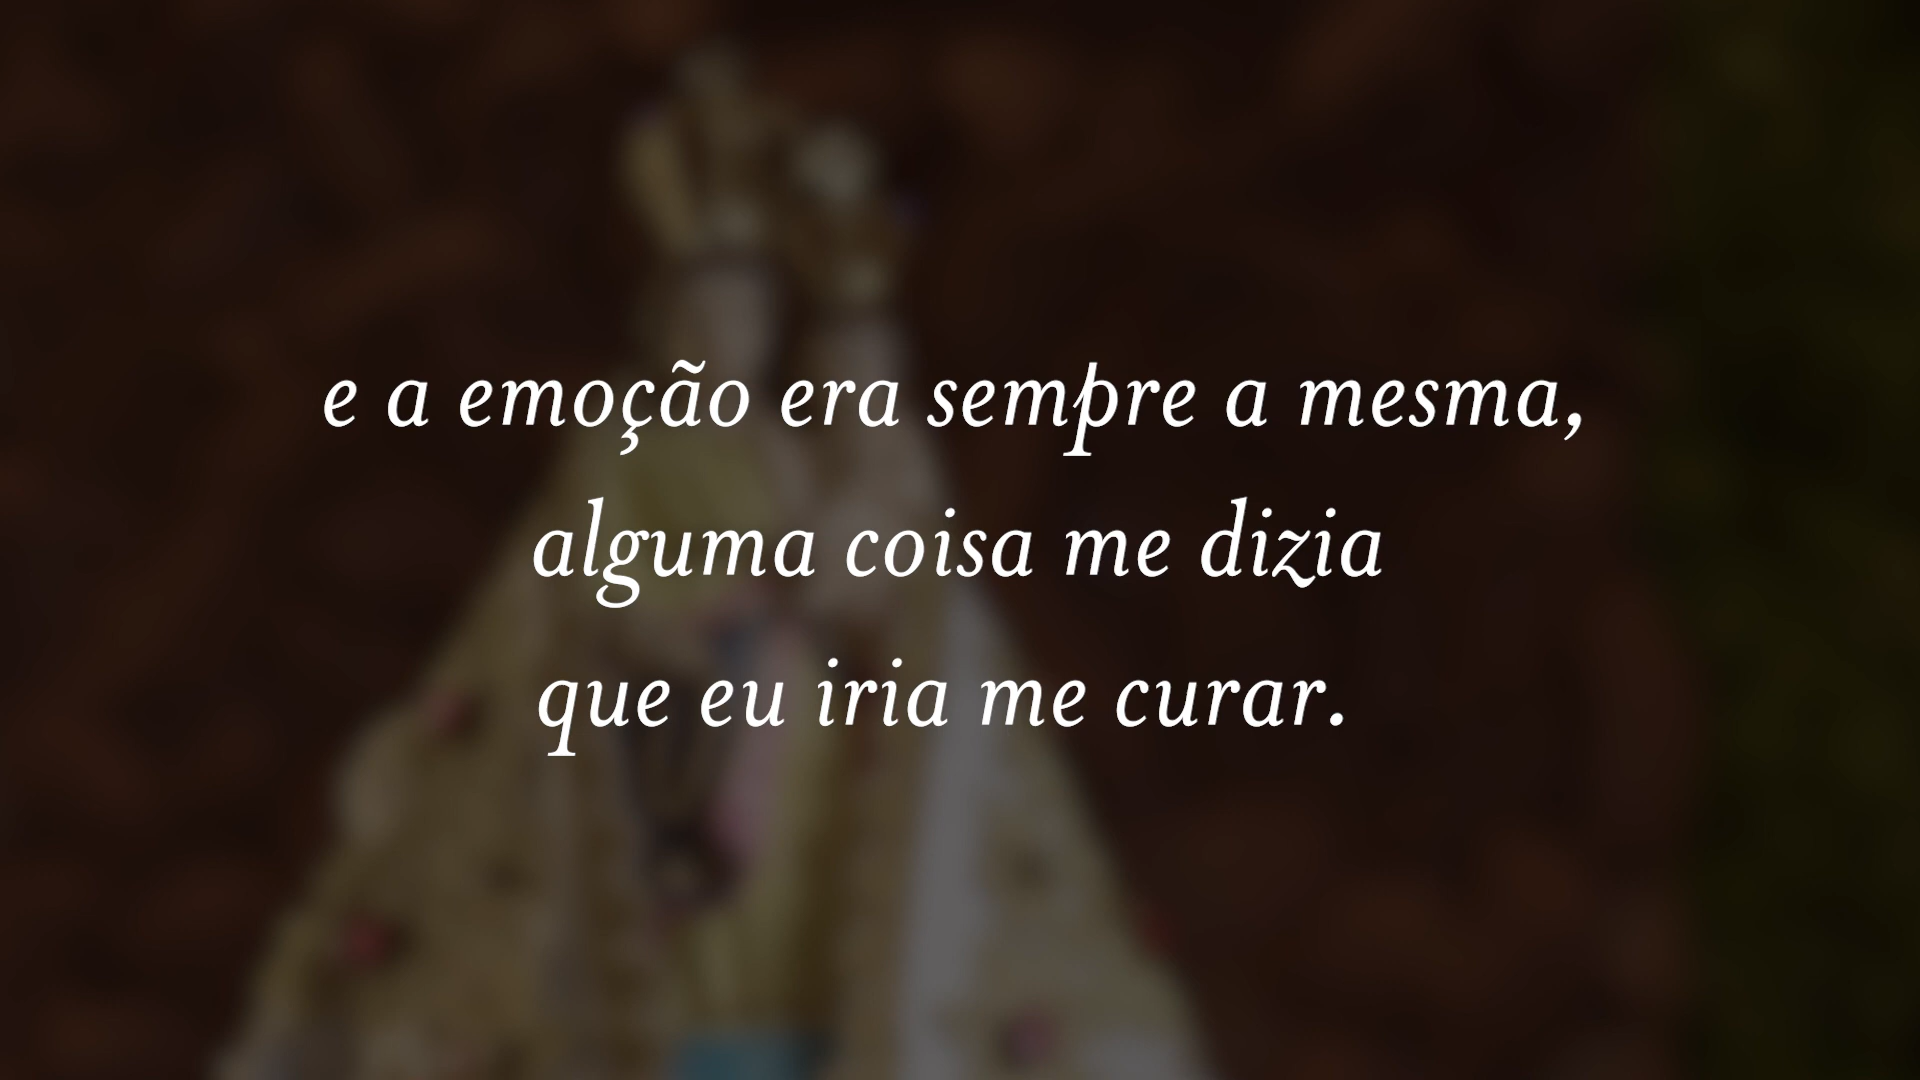 e a emoção era sempre a mesma,
alguma coisa me dizia
que eu iria me curar.